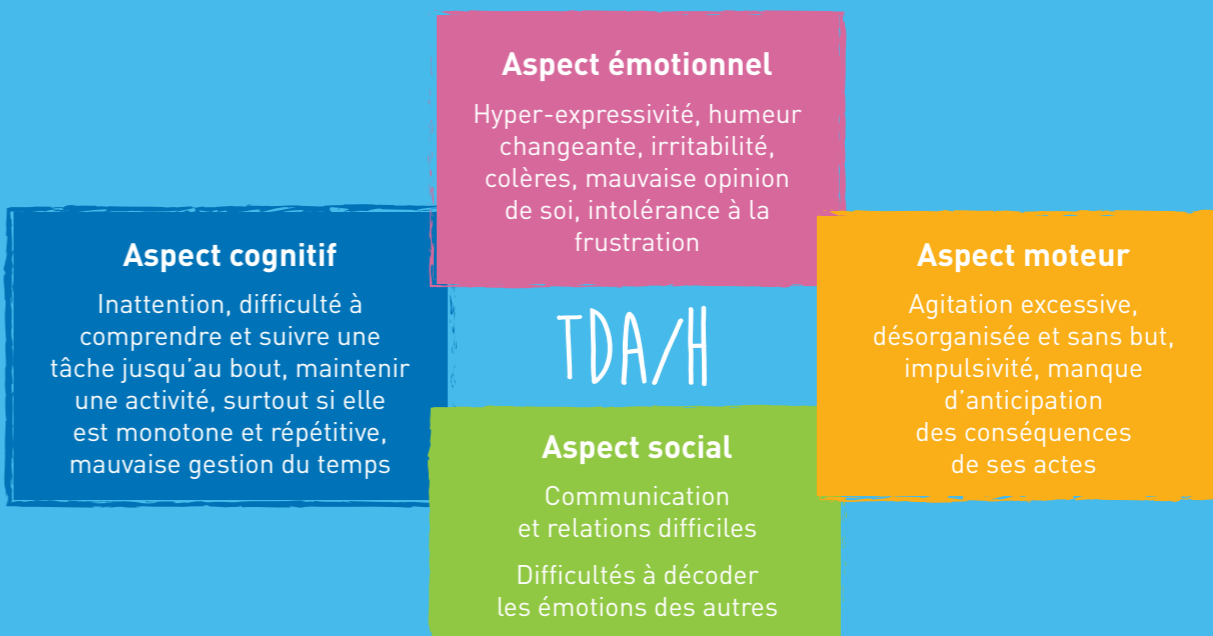 Aspect émotionnel
Hyper-expressivité, humeur
changeante, irritabilité,
colères, mauvaise opinion
de soi, intolérance à la
frustration
Aspect cognitif
Inattention, difficulté à
comprendre et suivre une
tâche jusqu’au bout, maintenir
une activité, surtout si elle
est monotone et répétitive,
mauvaise gestion du temps
TDA/H
Aspect moteur
Agitation excessive,
désorganisée et sans but,
impulsivité, manque
d’anticipation
des conséquences
de ses actes
Aspect social
Communication
et relations difficiles
Difficultés à décoder
les émotions des autres